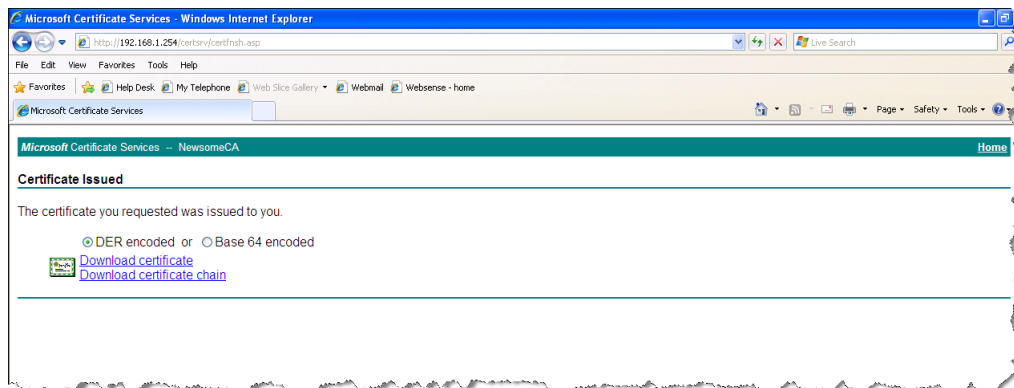 Microsoft Certificate Services - Windows Internet Explorer
http://192.168.1.254/certsrv/certfnsh.asp
Live Search
File Edit View Favorites Tools Help
Favorites Help Desk My Telephone Web Slice Gallery Webmail Websense - home
Microsoft Certificate Services
Page Safety Tools
Microsoft Certificate Services -- NewsomeCA
Home
Certificate Issued
The certificate you requested was issued to you.
DER encoded or Base 64 encoded
Download certificate
Download certificate chain